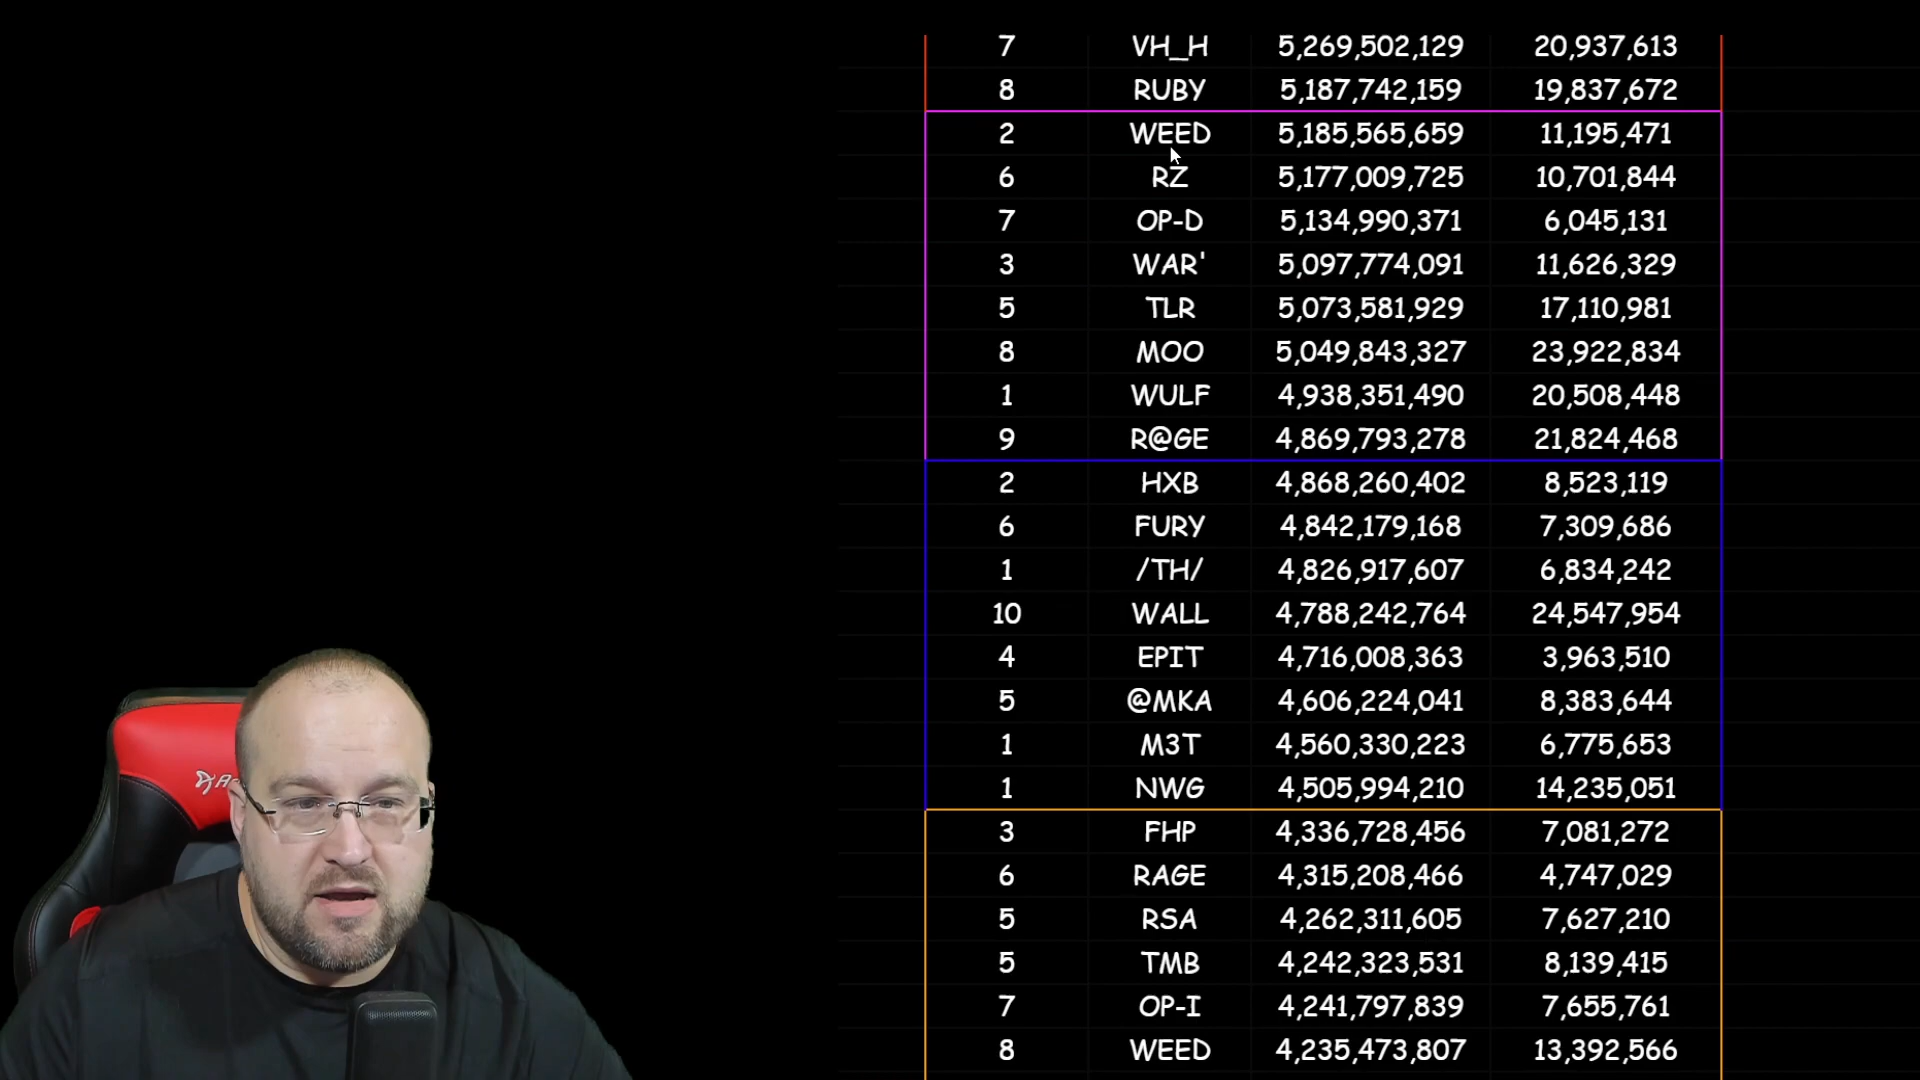 7 VH_H 5,269,502,129 20,937,613
8 RUBY 5,187,742,159 19,837,672
2 WEED 5,185,565,659 11,195,471
6 RZ 5,177,009,725 10,701,844
7 OP-D 5,134,990,371 6,045,131
3 WAR' 5,097,774,091 11,626,329
5 TLR 5,073,581,929 17,110,981
8 MOO 5,049,843,327 23,922,834
1 WULF 4,938,351,490 20,508,448
9 R@GE 4,869,793,278 21,824,468
2 HXB 4,868,260,402 8,523,119
6 FURY 4,842,179,168 7,309,686
1 /TH/ 4,826,917,607 6,834,242
10 WALL 4,788,242,764 24,547,954
4 EPIT 4,716,008,363 3,963,510
5 @MKA 4,606,224,041 8,383,644
1 M3T 4,560,330,223 6,775,653
1 NWG 4,505,994,210 14,235,051
3 FHP 4,336,728,456 7,081,272
6 RAGE 4,315,208,466 4,747,029
5 RSA 4,262,311,605 7,627,210
5 TMB 4,242,323,531 8,139,415
7 OP-I 4,241,797,839 7,655,761
8 WEED 4,235,473,807 13,392,566